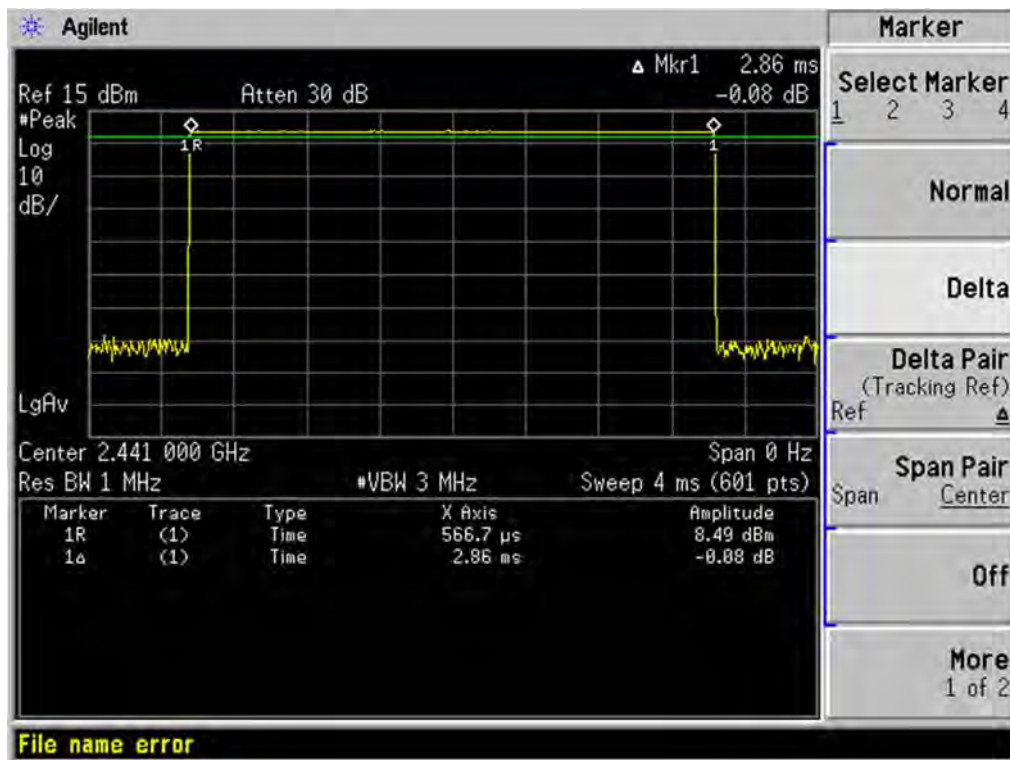 Agilent
Marker
Δ Mkr1 2.86 ms
Ref 15 dBm Atten 30 dB -0.08 dB
#Peak
Log
10
dB/
1R
1
LgAv
Center 2.441 000 GHz Span 0 Hz
Res BW 1 MHz #VBW 3 MHz Sweep 4 ms (601 pts)
Marker Trace Type X Axis Amplitude
1R (1) Time 566.7 µs 8.49 dBm
1Δ (1) Time 2.86 ms -0.08 dB
Select Marker
1 2 3 4
Normal
Delta
Delta Pair
(Tracking Ref)
Ref Δ
Span Pair
Span Center
Off
More
1 of 2
File name error